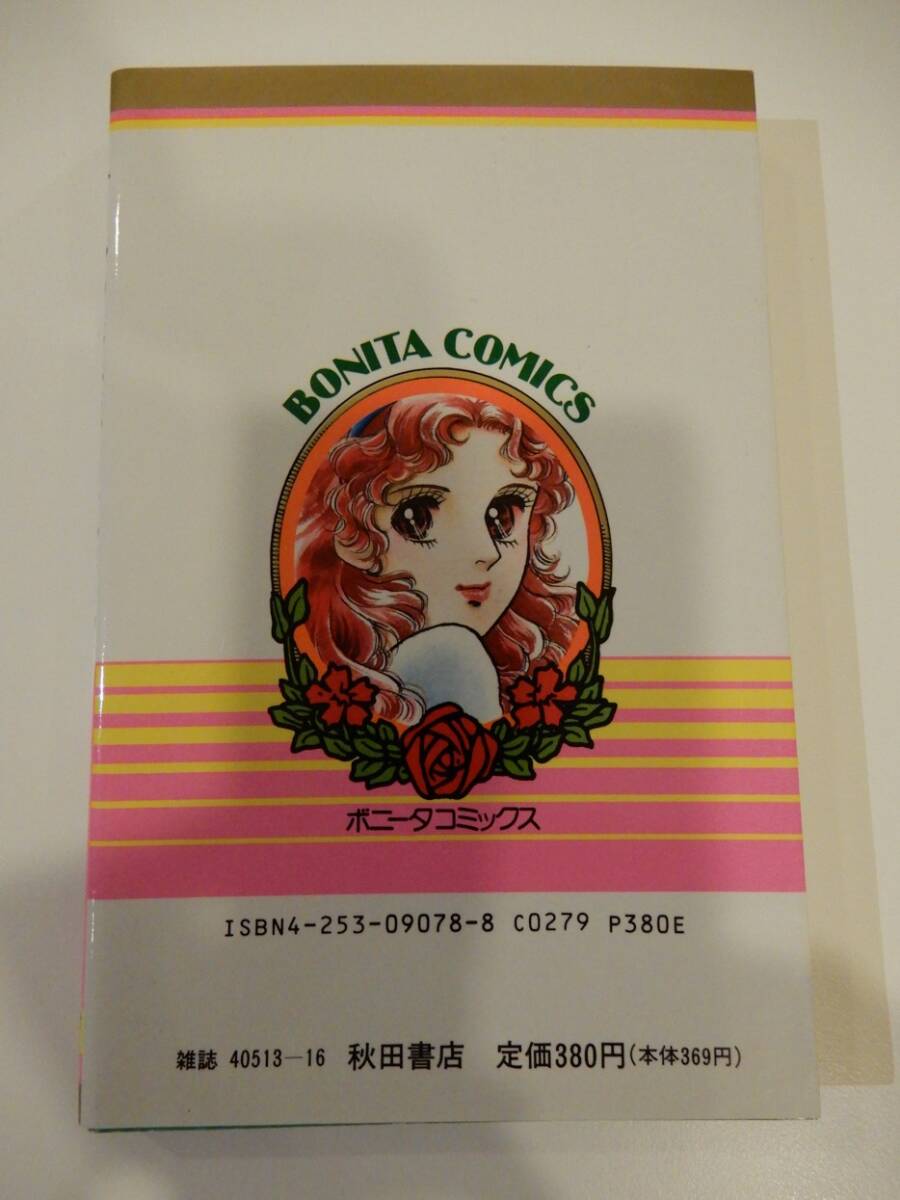 BONITA COMICS
ボニータコミックス
ISBN4-253-09078-8 C0279 P380E
雑誌 40513-16 秋田書店 定価380円(本体369円)